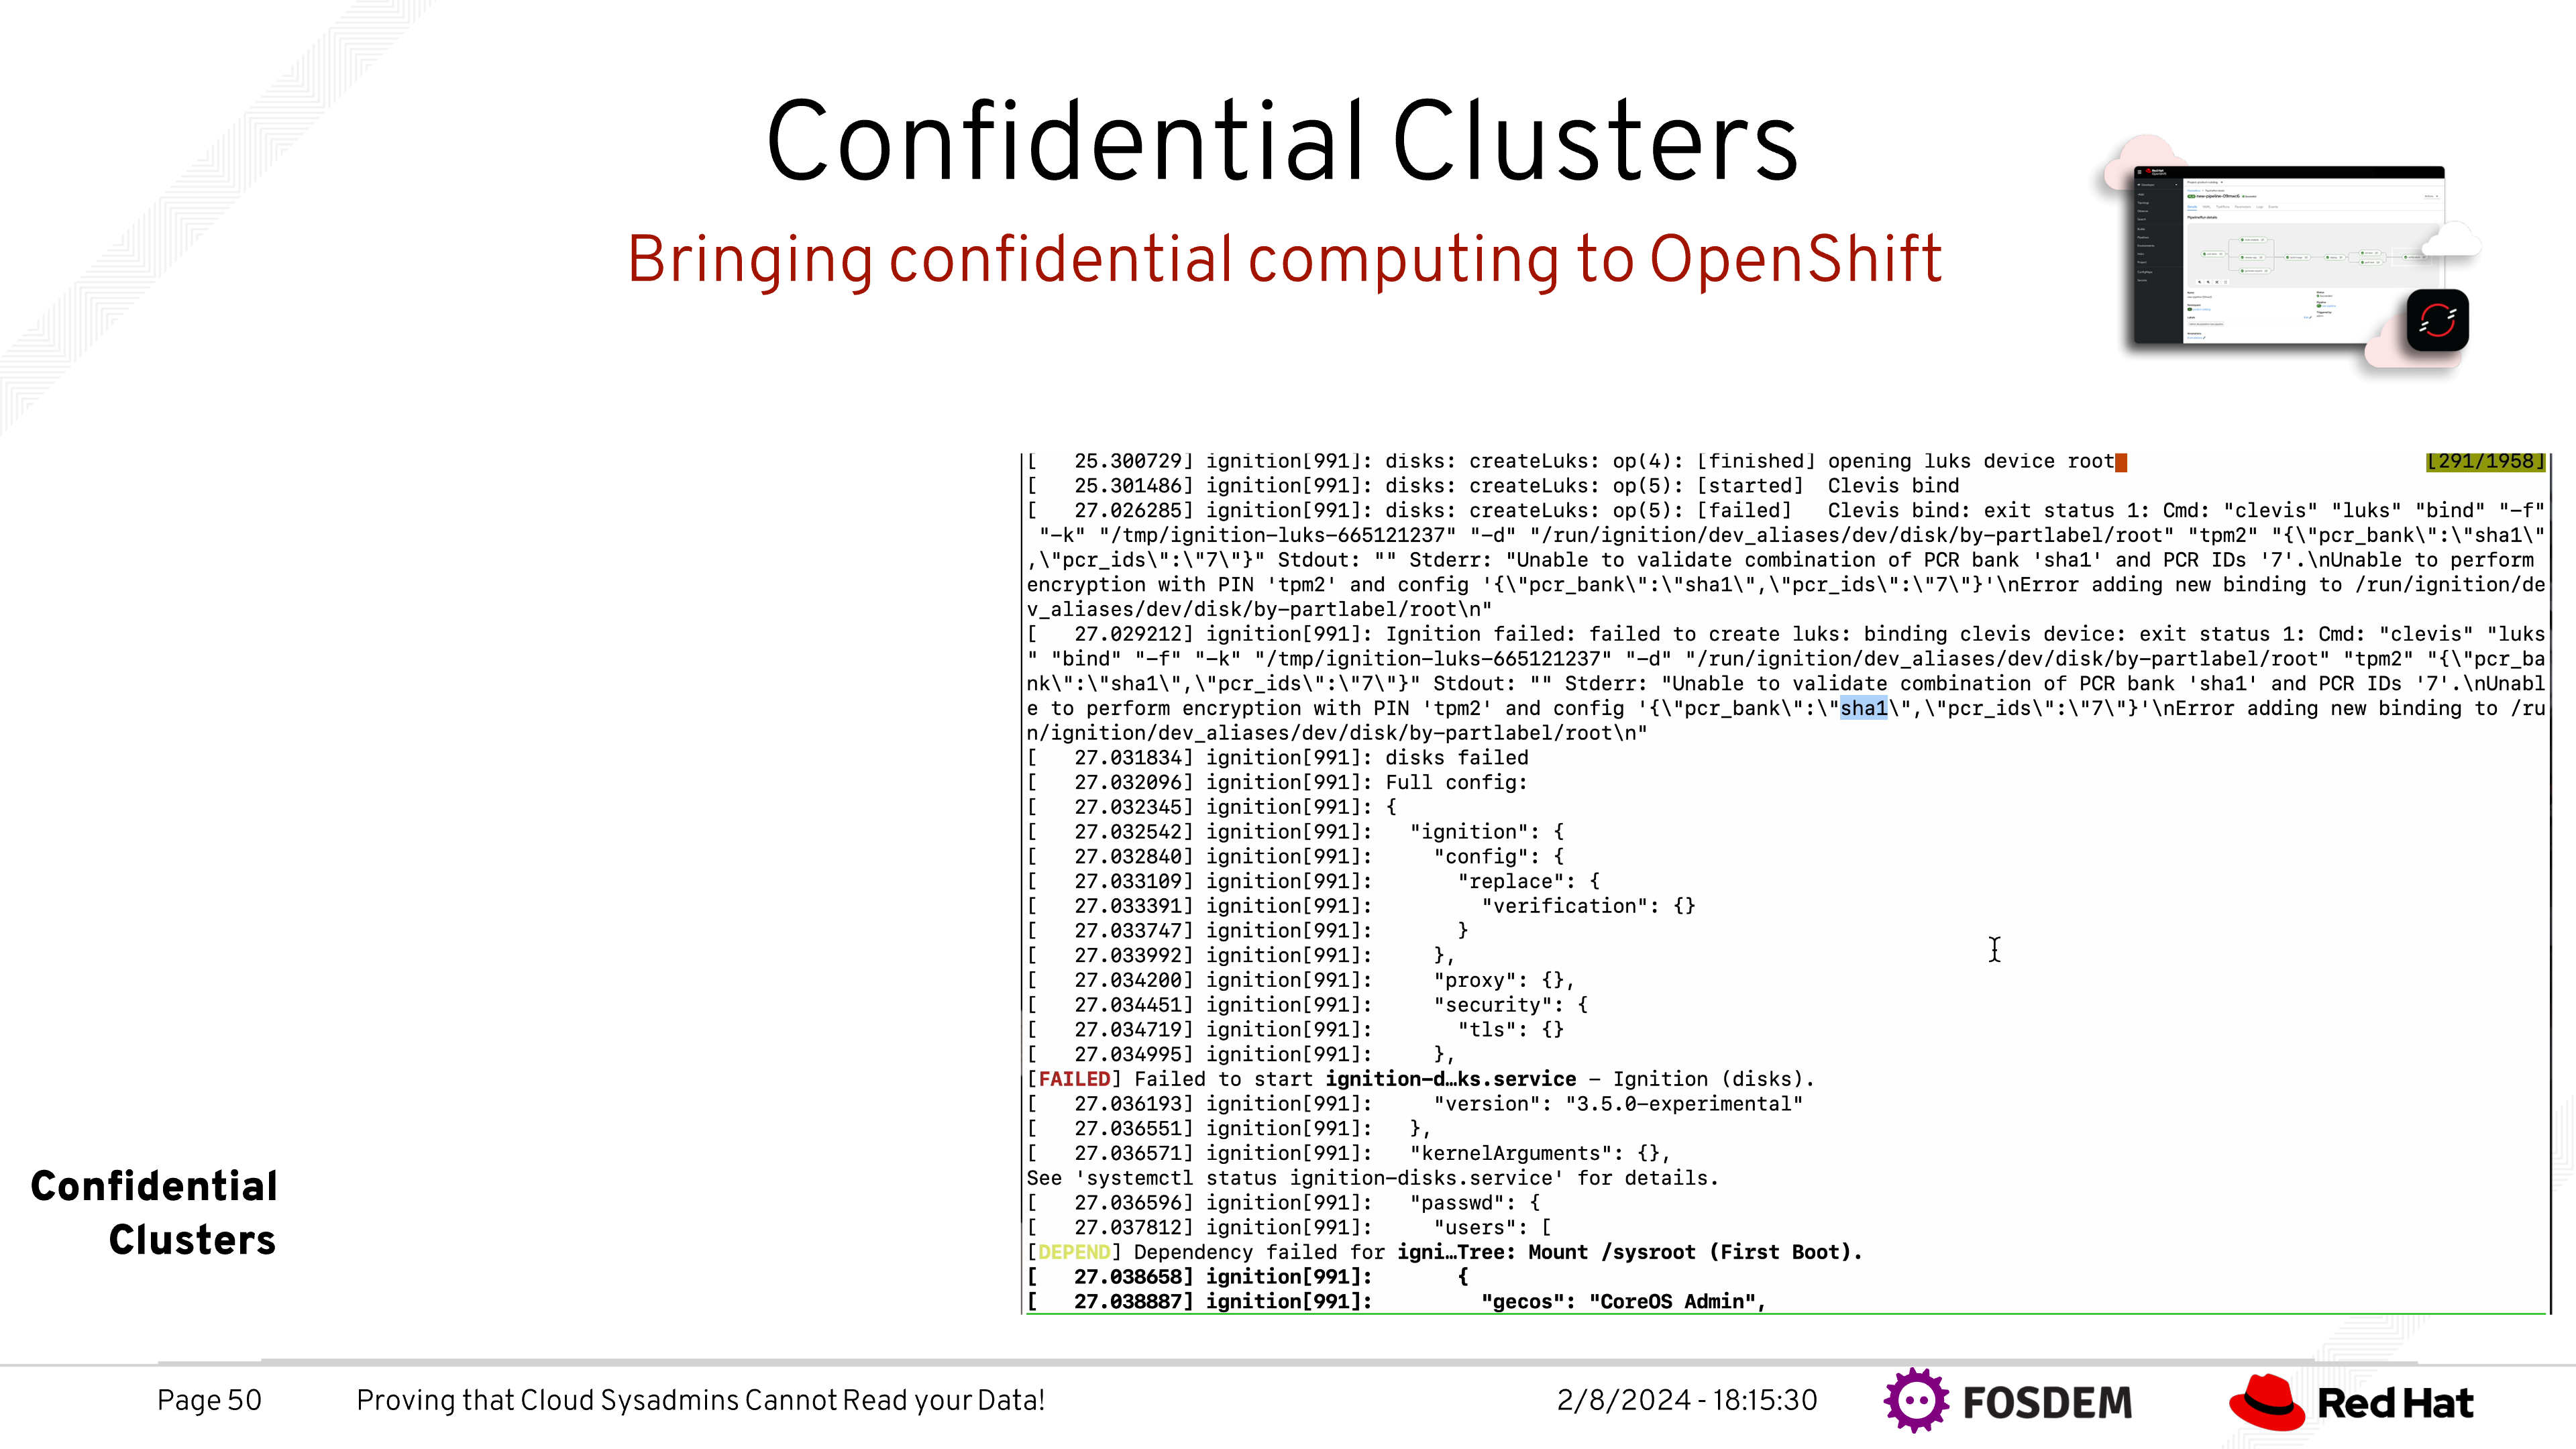 Confidential Clusters
Bringing confidential computing to OpenShift
[   25.300729] ignition[991]: disks: createLuks: op(4): [finished] opening luks device root [291/1958]
[   25.301486] ignition[991]: disks: createLuks: op(5): [started]  Clevis bind
[   27.026285] ignition[991]: disks: createLuks: op(5): [failed]   Clevis bind: exit status 1: Cmd: "clevis" "luks" "bind" "-f"
 "-k" "/tmp/ignition-luks-665121237" "-d" "/run/ignition/dev_aliases/dev/disk/by-partlabel/root" "tpm2" "{\"pcr_bank\":\"sha1\"
,\"pcr_ids\":\"7\"}" Stdout: "" Stderr: "Unable to validate combination of PCR bank 'sha1' and PCR IDs '7'.\nUnable to perform
encryption with PIN 'tpm2' and config '{\"pcr_bank\":\"sha1\",\"pcr_ids\":\"7\"}'\nError adding new binding to /run/ignition/de
v_aliases/dev/disk/by-partlabel/root\n"
[   27.029212] ignition[991]: Ignition failed: failed to create luks: binding clevis device: exit status 1: Cmd: "clevis" "luks
" "bind" "-f" "-k" "/tmp/ignition-luks-665121237" "-d" "/run/ignition/dev_aliases/dev/disk/by-partlabel/root" "tpm2" "{\"pcr_ba
nk\":\"sha1\",\"pcr_ids\":\"7\"}" Stdout: "" Stderr: "Unable to validate combination of PCR bank 'sha1' and PCR IDs '7'.\nUnabl
e to perform encryption with PIN 'tpm2' and config '{\"pcr_bank\":\"sha1\",\"pcr_ids\":\"7\"}'\nError adding new binding to /ru
n/ignition/dev_aliases/dev/disk/by-partlabel/root\n"
[   27.031834] ignition[991]: disks failed
[   27.032096] ignition[991]: Full config:
[   27.032345] ignition[991]: {
[   27.032542] ignition[991]:   "ignition": {
[   27.032840] ignition[991]:     "config": {
[   27.033109] ignition[991]:       "replace": {
[   27.033391] ignition[991]:         "verification": {}
[   27.033747] ignition[991]:       }
[   27.033992] ignition[991]:     },
[   27.034200] ignition[991]:     "proxy": {},
[   27.034451] ignition[991]:     "security": {
[   27.034719] ignition[991]:       "tls": {}
[   27.034995] ignition[991]:     },
[FAILED] Failed to start ignition-d…ks.service - Ignition (disks).
[   27.036193] ignition[991]:     "version": "3.5.0-experimental"
[   27.036551] ignition[991]:   },
[   27.036571] ignition[991]:   "kernelArguments": {},
See 'systemctl status ignition-disks.service' for details.
[   27.036596] ignition[991]:   "passwd": {
[   27.037812] ignition[991]:     "users": [
[DEPEND] Dependency failed for igni…Tree: Mount /sysroot (First Boot).
[   27.038658] ignition[991]:       {
[   27.038887] ignition[991]:         "gecos": "CoreOS Admin",
Confidential
Clusters
Page 50
Proving that Cloud Sysadmins Cannot Read your Data!
2/8/2024 - 18:15:30
FOSDEM
Red Hat